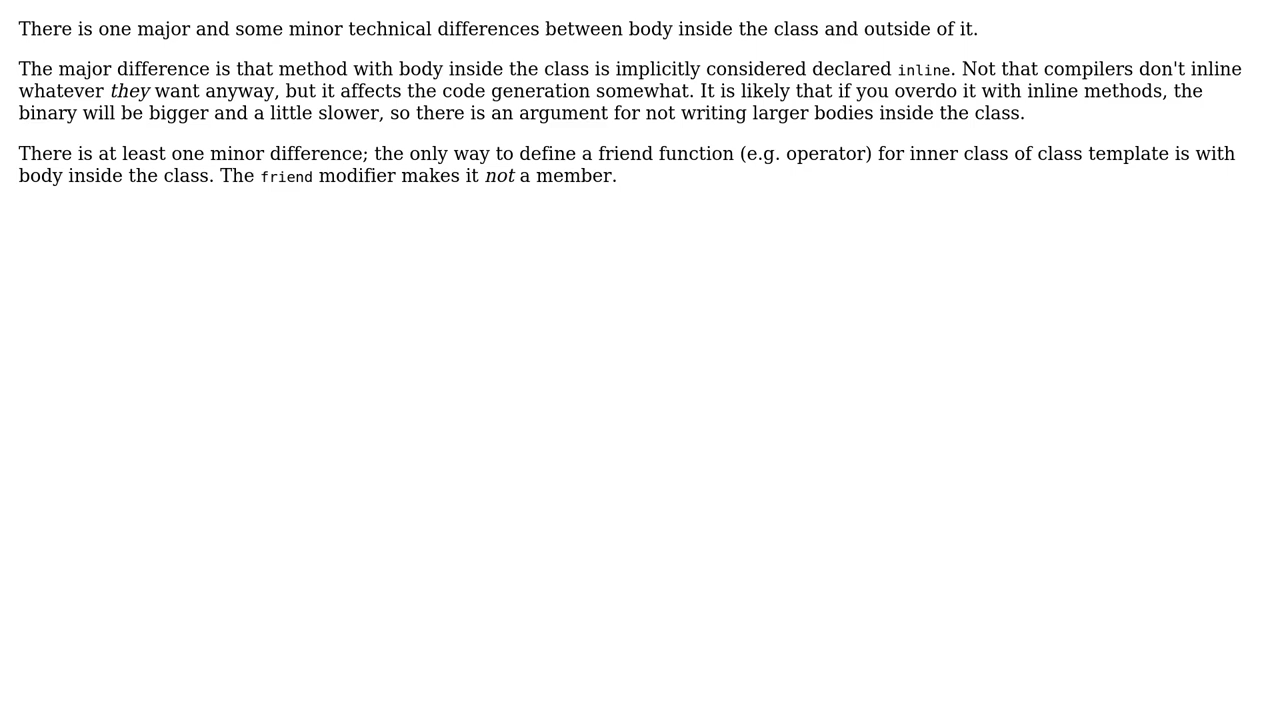 There is one major and some minor technical differences between body inside the class and outside of it.
The major difference is that method with body inside the class is implicitly considered declared inline. Not that compilers don't inline
whatever they want anyway, but it affects the code generation somewhat. It is likely that if you overdo it with inline methods, the
binary will be bigger and a little slower, so there is an argument for not writing larger bodies inside the class.
There is at least one minor difference; the only way to define a friend function (e.g. operator) for inner class of class template is with
body inside the class. The friend modifier makes it not a member.